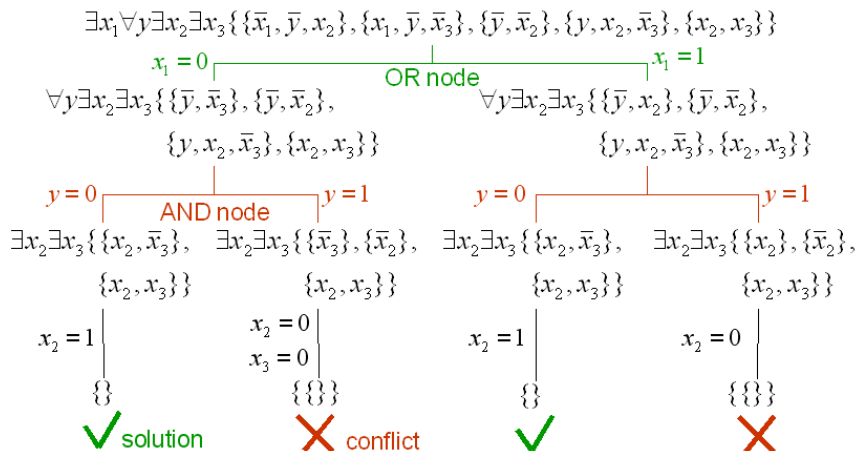 ∃x₁∀y∃x₂∃x₃{{x̄₁, ȳ, x₂}, {x₁, ȳ, x̄₃}, {ȳ, x̄₂}, {y, x₂, x̄₃}, {x₂, x₃}}
x₁ = 0 OR node x₁ = 1
∀y∃x₂∃x₃{{ȳ, x̄₃}, {ȳ, x̄₂}, ∀y∃x₂∃x₃{{ȳ, x₂}, {ȳ, x̄₂},
{y, x₂, x̄₃}, {x₂, x₃}} {y, x₂, x̄₃}, {x₂, x₃}}
y = 0 AND node y = 1 y = 0 y = 1
∃x₂∃x₃{{x₂, x̄₃}, ∃x₂∃x₃{{x̄₃}, {x̄₂}, ∃x₂∃x₃{{x₂, x̄₃}, ∃x₂∃x₃{{x₂}, {x̄₂},
{x₂, x₃}} {x₂, x₃}} {x₂, x₃}} {x₂, x₃}}
x₂ = 1 x₂ = 0 x₂ = 1 x₂ = 0
x₃ = 0
{} {{}} {} {{}}
solution conflict